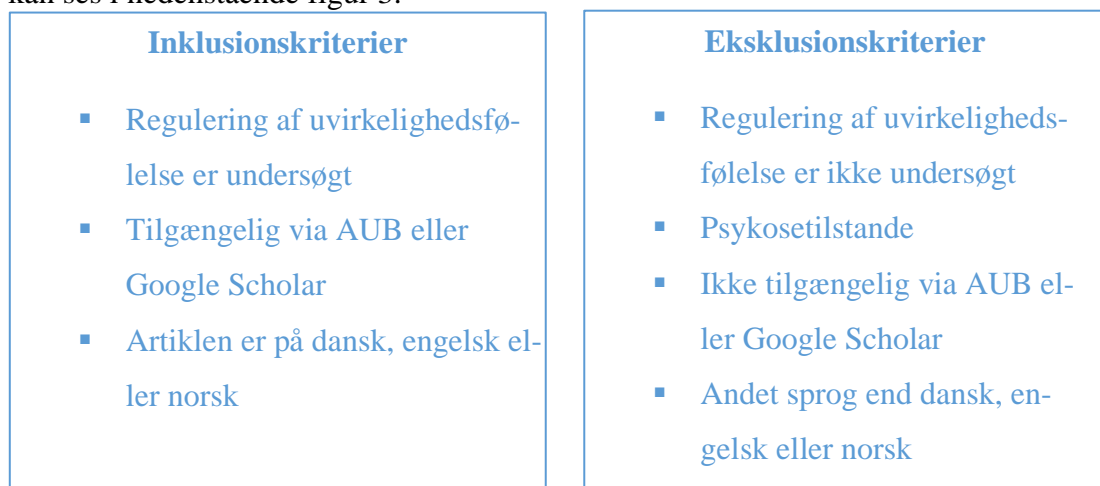 kan ses i nedenstående figur 3.
Inklusionskriterier
▪ Regulering af uvirkelighedsfø-
lelse er undersøgt
▪ Tilgængelig via AUB eller
Google Scholar
▪ Artiklen er på dansk, engelsk el-
ler norsk
Eksklusionskriterier
▪ Regulering af uvirkeligheds-
følelse er ikke undersøgt
▪ Psykosetilstande
▪ Ikke tilgængelig via AUB el-
ler Google Scholar
▪ Andet sprog end dansk, en-
gelsk eller norsk